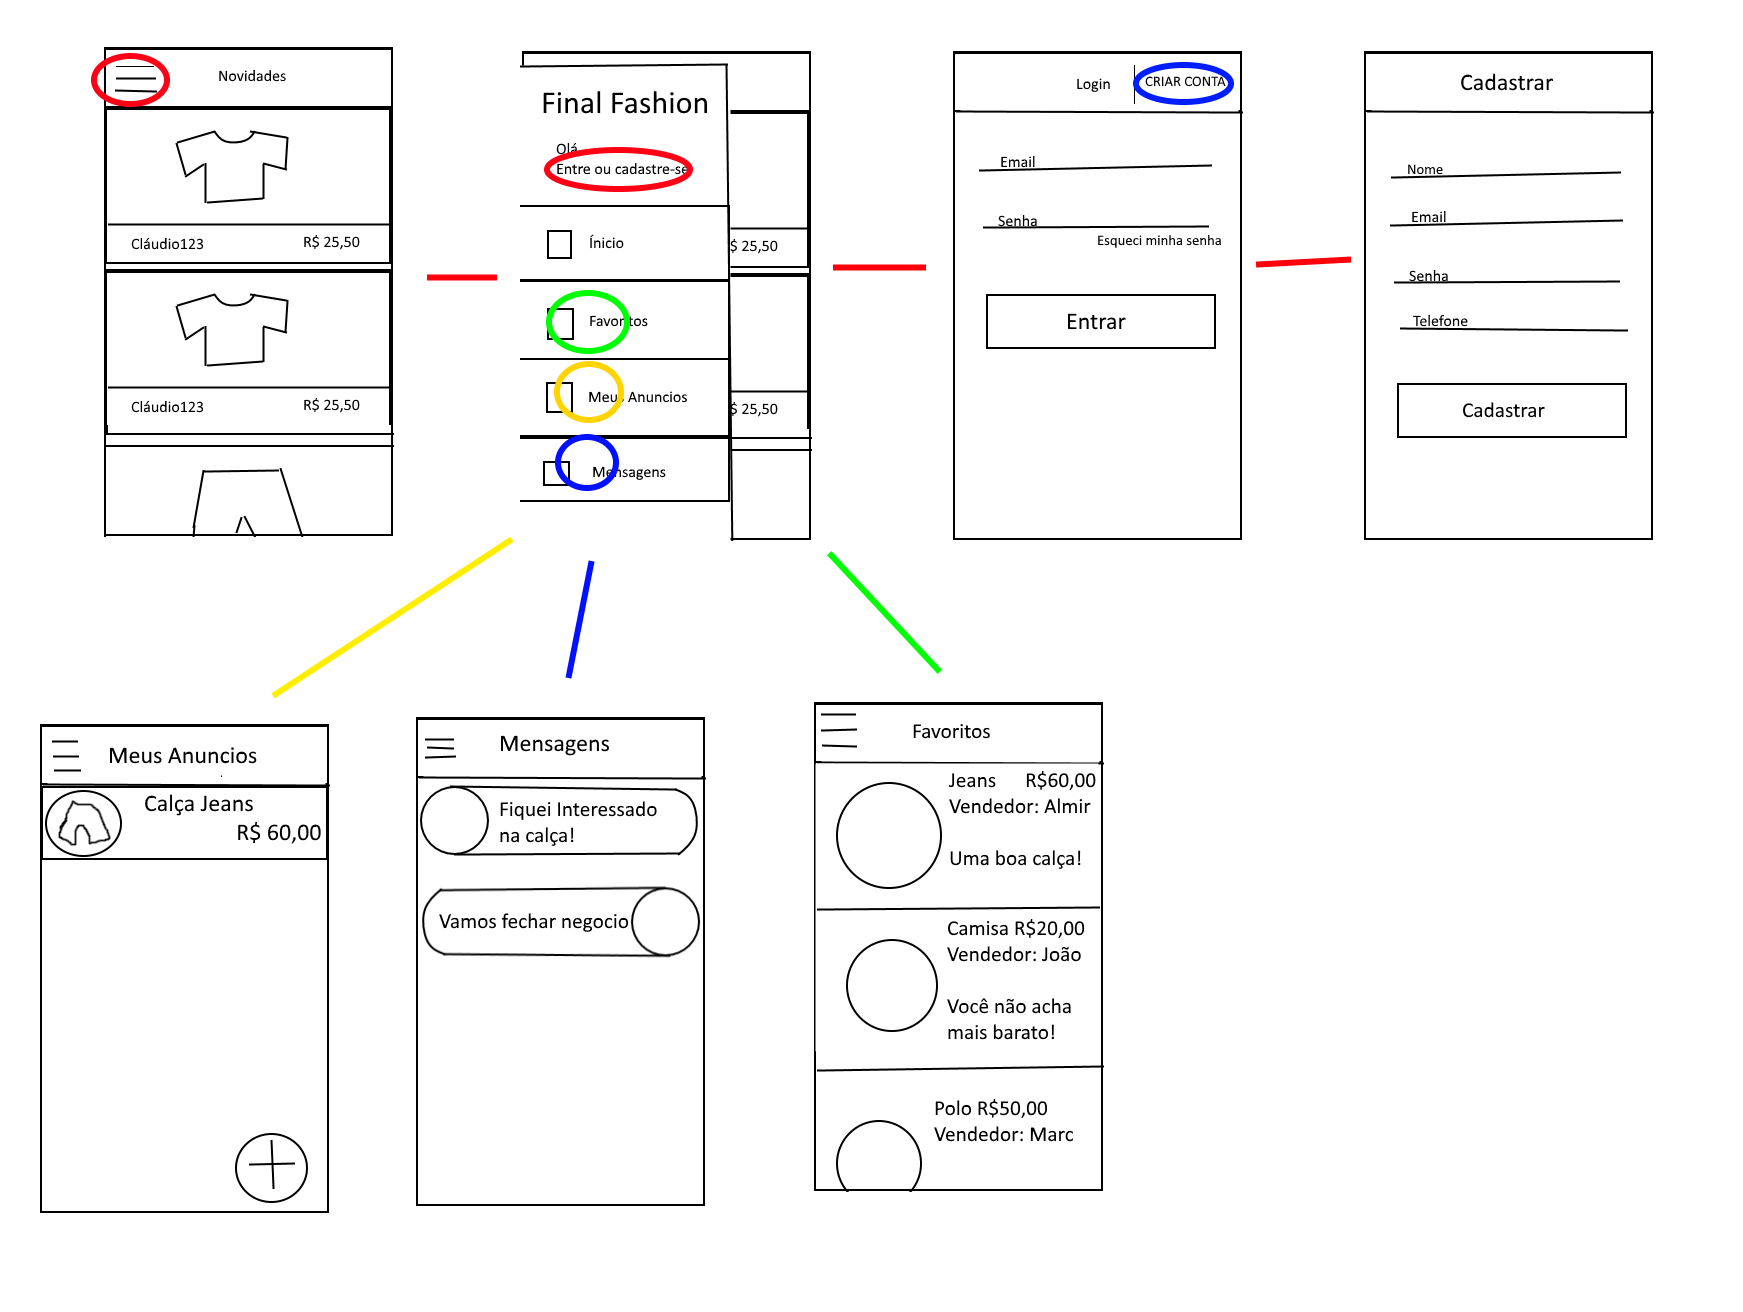 Novidades
Cláudio123
R$ 25,50
Cláudio123
R$ 25,50
Final Fashion
Olá
Entre ou cadastre-se
Ínicio
Favoritos
Meus Anuncios
Mensagens
$ 25,50
$ 25,50
Login
CRIAR CONTA
Email
Senha
Esqueci minha senha
Entrar
Cadastrar
Nome
Email
Senha
Telefone
Cadastrar
Meus Anuncios
Calça Jeans
R$ 60,00
Mensagens
Fiquei Interessado
na calça!
Vamos fechar negocio
Favoritos
Jeans R$60,00
Vendedor: Almir
Uma boa calça!
Camisa R$20,00
Vendedor: João
Você não acha
mais barato!
Polo R$50,00
Vendedor: Marc